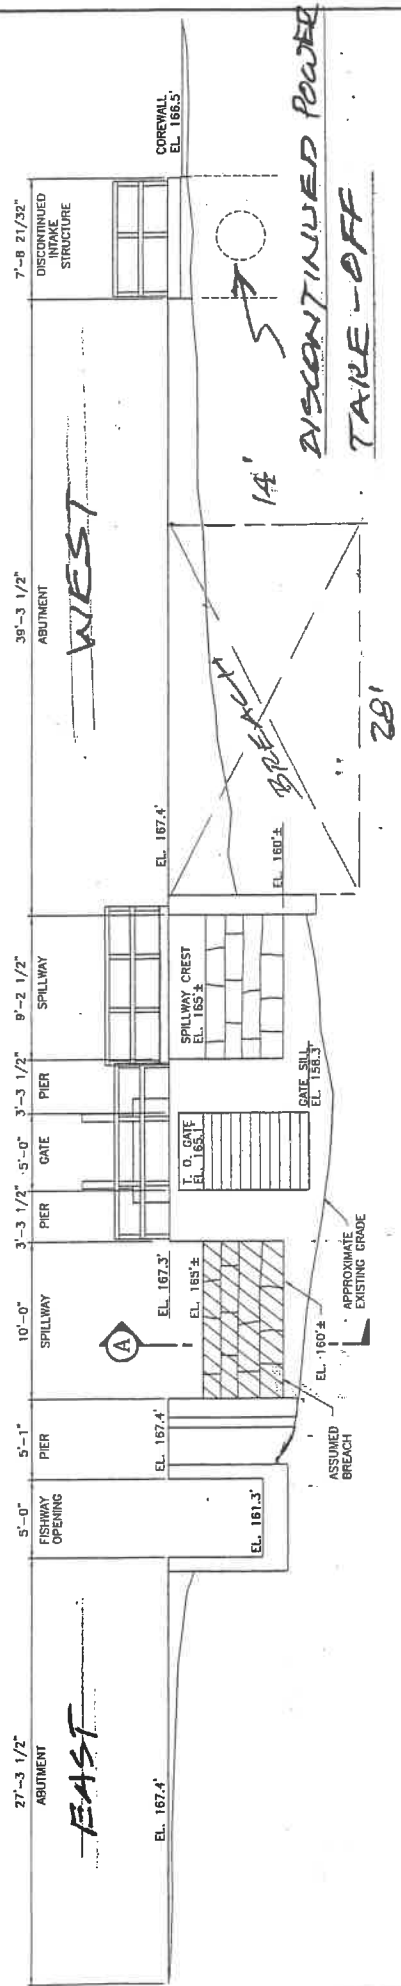 27'-3 1/2"
ABUTMENT
EAST
EL. 167.4'
5'-0"
FISHWAY
OPENING
EL. 161.3'
5'-1"
PIER
EL. 167.4'
10'-0"
SPILLWAY
A
EL. 167.3'
EL. 165'±
EL. 160'±
ASSUMED
BREACH
APPROXIMATE
EXISTING GRADE
3'-3 1/2"
PIER
5'-0"
GATE
T. O. GATE
EL. 165.1'
GATE SILL
EL. 158.3'
3'-3 1/2"
PIER
9'-2 1/2"
SPILLWAY
SPILLWAY CREST
EL. 165'±
EL. 160'±
39'-3 1/2"
ABUTMENT
WEST
EL. 167.4'
BREACH
14'
28'
7'-8 21/32"
DISCONTINUED
INTAKE
STRUCTURE
COREWALL
EL. 166.5'
DISCONTINUED POWER
TAKE-OFF